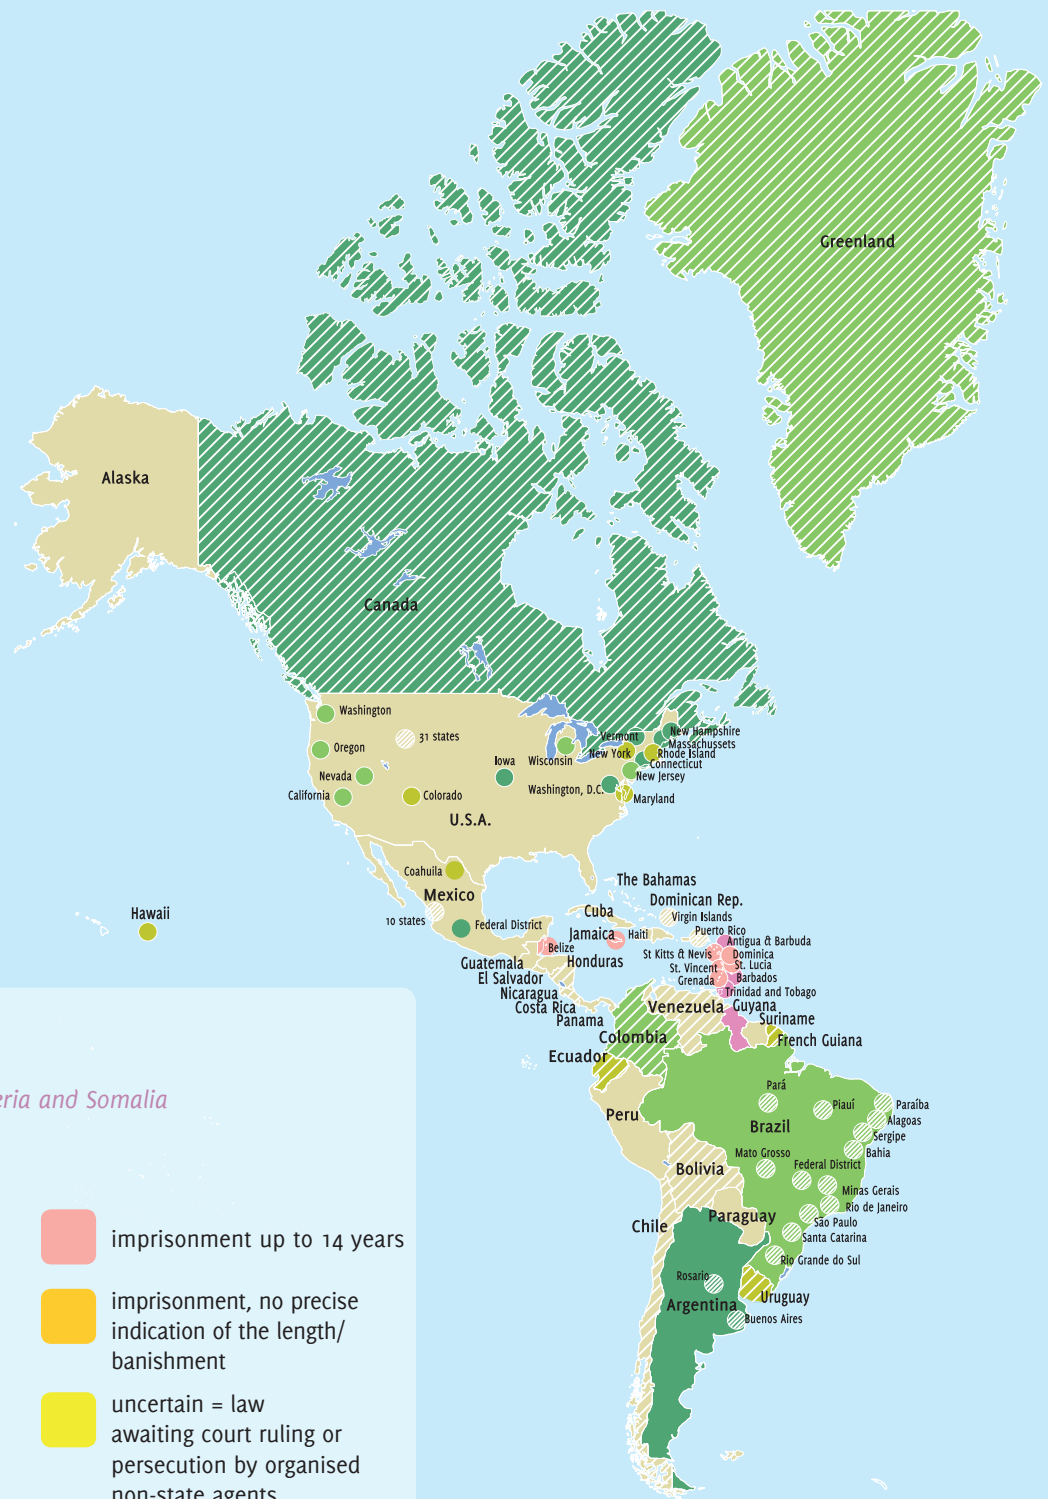 Greenland
Alaska
Canada
Washington
31 states
Oregon
Nevada
California
Colorado
Iowa
Wisconsin
Vermont
New York
New Hampshire
Massachussets
Rhode Island
Connecticut
New Jersey
Washington, D.C.
Maryland
U.S.A.
Coahuila
Mexico
10 states
Federal District
Hawaii
The Bahamas
Dominican Rep.
Cuba
Virgin Islands
Jamaica
Haiti
Puerto Rico
Antigua & Barbuda
Belize
St Kitts & Nevis
Dominica
Guatemala
Honduras
St. Vincent
St. Lucia
El Salvador
Grenada
Barbados
Nicaragua
Trinidad and Tobago
Costa Rica
Venezuela
Guyana
Panama
Suriname
Colombia
French Guiana
Ecuador
Peru
Pará
Piauí
Paraíba
Alagoas
Brazil
Sergipe
Mato Grosso
Bahia
Bolivia
Federal District
Minas Gerais
Rio de Janeiro
Chile
Paraguay
São Paulo
Santa Catarina
Rio Grande do Sul
Rosario
Argentina
Uruguay
Buenos Aires
eria and Somalia
imprisonment up to 14 years
imprisonment, no precise
indication of the length/
banishment
uncertain = law
awaiting court ruling or
persecution by organised
non-state agents